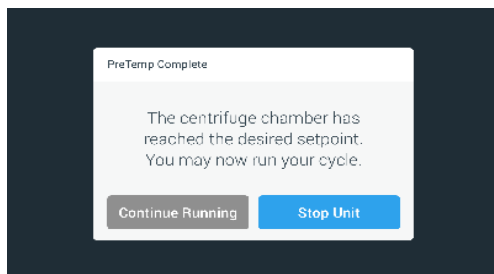 PreTemp Complete
The centrifuge chamber has
reached the desired setpoint.
You may now run your cycle.
Continue Running
Stop Unit